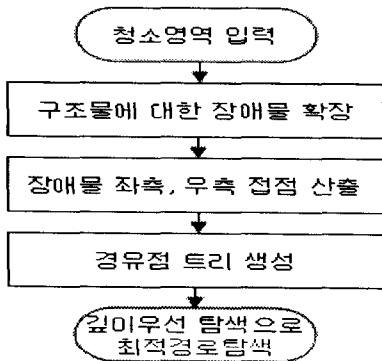 청소영역 입력
구조물에 대한 장애물 확장
장애물 좌측, 우측 접점 산출
경유점 트리 생성
깊이우선 탐색으로
최적경로탐색